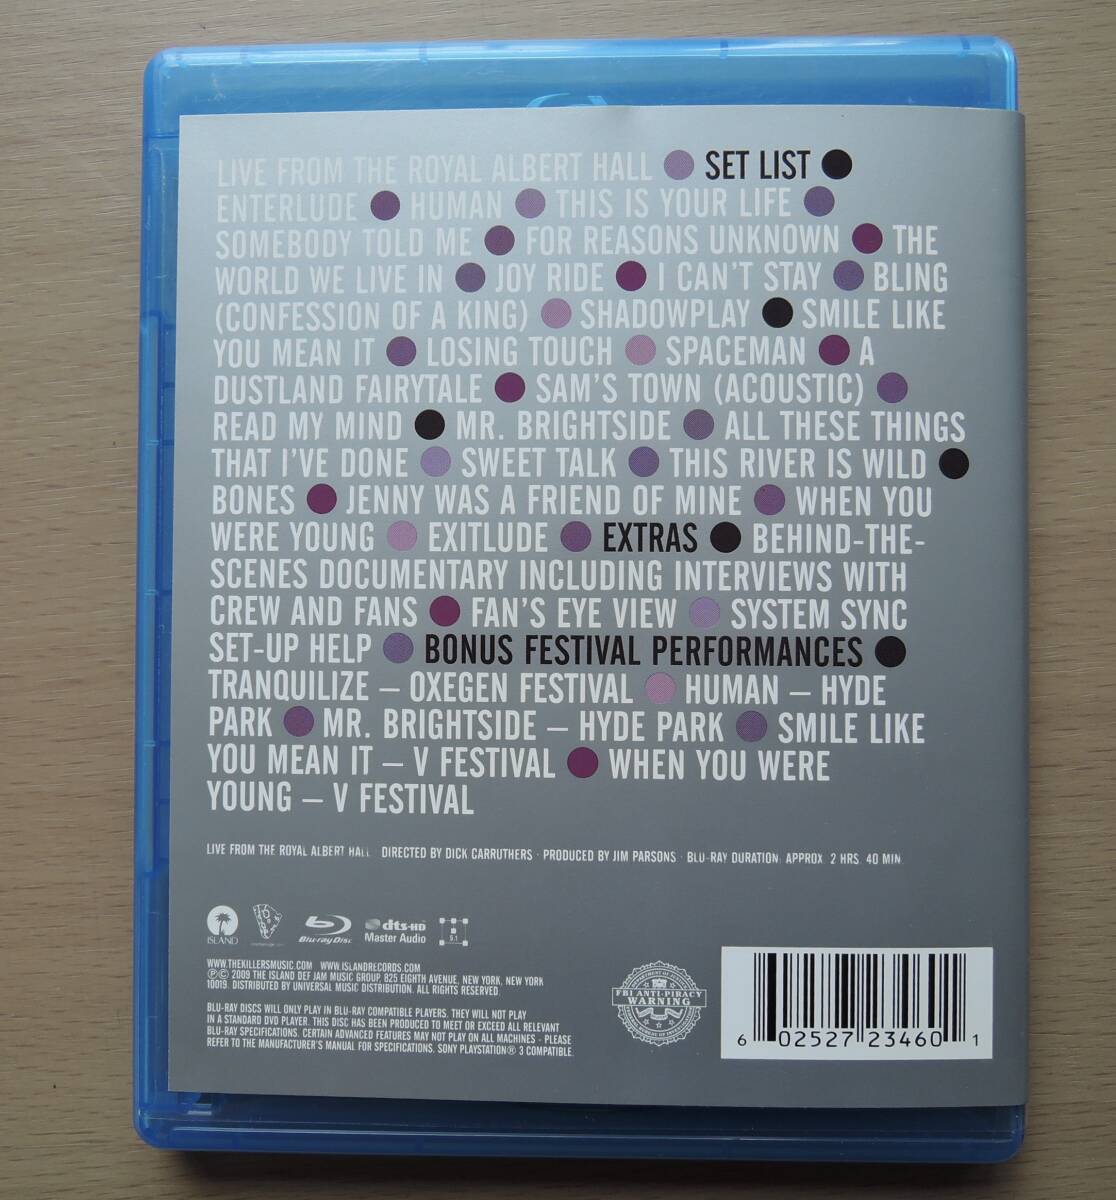 LIVE FROM THE ROYAL ALBERT HALL ● SET LIST ●
ENTERLUDE ● HUMAN ● THIS IS YOUR LIFE ●
SOMEBODY TOLD ME ● FOR REASONS UNKNOWN ● THE
WORLD WE LIVE IN ● JOY RIDE ● I CAN'T STAY ● BLING
(CONFESSION OF A KING) ● SHADOWPLAY ● SMILE LIKE
YOU MEAN IT ● LOSING TOUCH ● SPACEMAN ● A
DUSTLAND FAIRYTALE ● SAM'S TOWN (ACOUSTIC) ●
READ MY MIND ● MR. BRIGHTSIDE ● ALL THESE THINGS
THAT I'VE DONE ● SWEET TALK ● THIS RIVER IS WILD ●
BONES ● JENNY WAS A FRIEND OF MINE ● WHEN YOU
WERE YOUNG ● EXITLUDE ● EXTRAS ● BEHIND-THE-
SCENES DOCUMENTARY INCLUDING INTERVIEWS WITH
CREW AND FANS ● FAN'S EYE VIEW ● SYSTEM SYNC
SET-UP HELP ● BONUS FESTIVAL PERFORMANCES ●
TRANQUILIZE – OXEGEN FESTIVAL ● HUMAN – HYDE
PARK ● MR. BRIGHTSIDE – HYDE PARK ● SMILE LIKE
YOU MEAN IT – V FESTIVAL ● WHEN YOU WERE
YOUNG – V FESTIVAL
LIVE FROM THE ROYAL ALBERT HALL · DIRECTED BY DICK CARRUTHERS · PRODUCED BY JIM PARSONS · BLU-RAY DURATION: APPROX. 2 HRS. 40 MIN.
ISLAND
Blu-ray Disc
dts-HD
Master Audio
5.1
WWW.THEKILLERSMUSIC.COM WWW.ISLANDRECORDS.COM
℗© 2009 THE ISLAND DEF JAM MUSIC GROUP, 825 EIGHTH AVENUE, NEW YORK, NEW YORK
10019. DISTRIBUTED BY UNIVERSAL MUSIC DISTRIBUTION. ALL RIGHTS RESERVED.
BLU-RAY DISCS WILL ONLY PLAY IN BLU-RAY COMPATIBLE PLAYERS. THEY WILL NOT PLAY
IN A STANDARD DVD PLAYER. THIS DISC HAS BEEN PRODUCED TO MEET OR EXCEED ALL RELEVANT
BLU-RAY SPECIFICATIONS. CERTAIN ADVANCED FEATURES MAY NOT PLAY ON ALL MACHINES - PLEASE
REFER TO THE MANUFACTURER'S MANUAL FOR SPECIFICATIONS. SONY PLAYSTATION® 3 COMPATIBLE.
FBI ANTI-PIRACY
WARNING
6 02527 23460 1